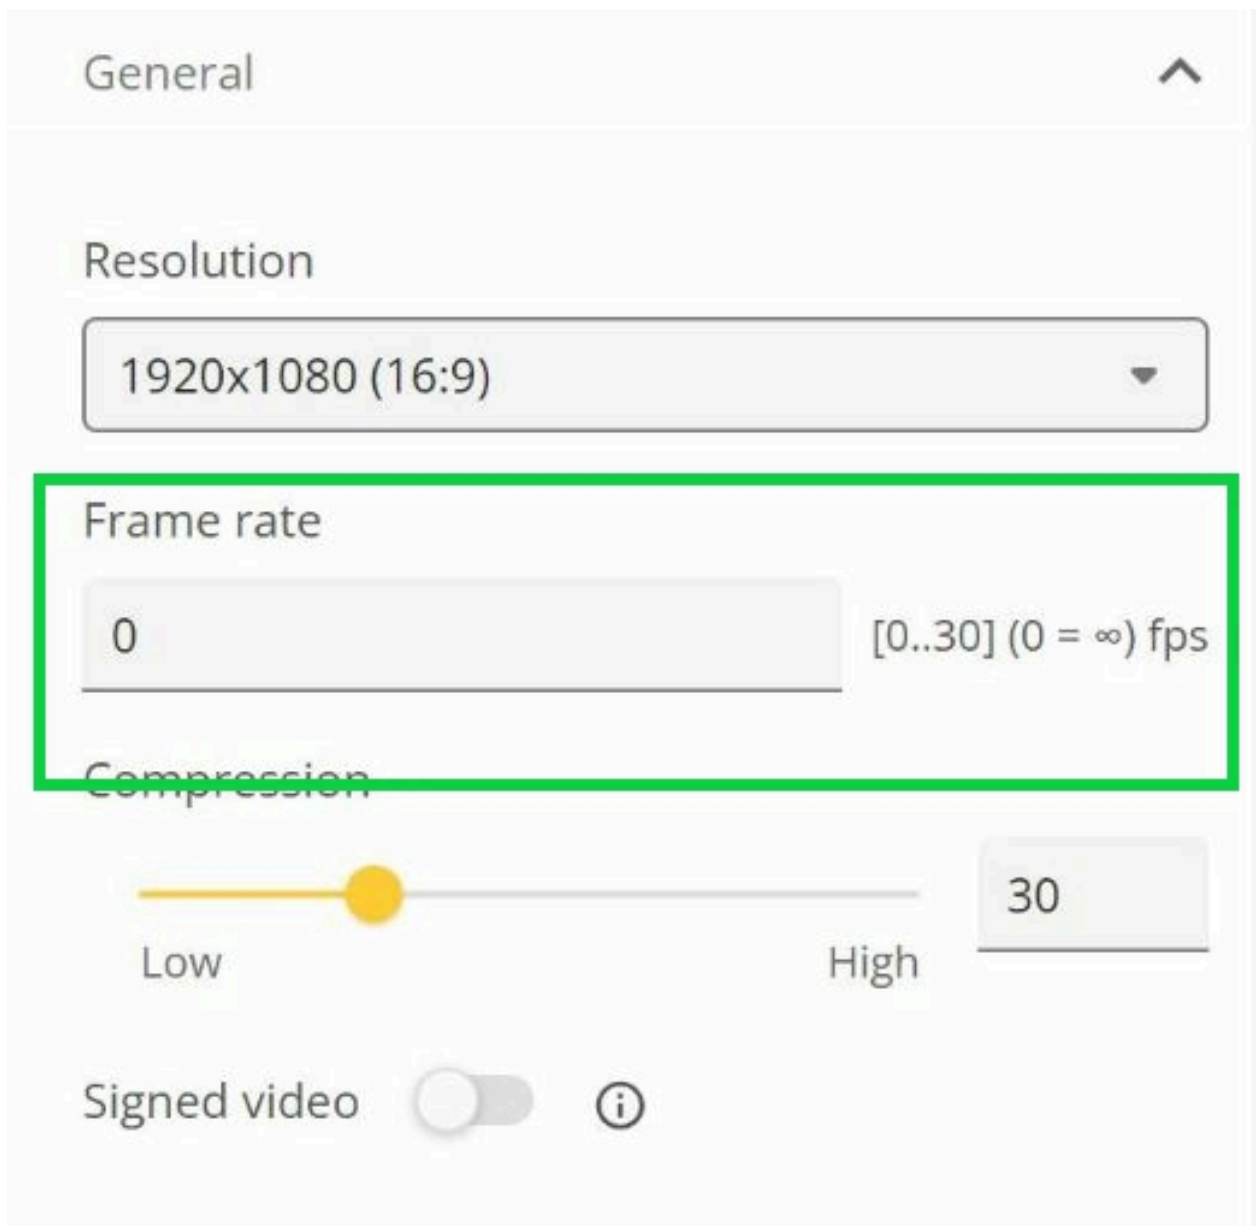 General
Resolution
1920x1080 (16:9)
Frame rate
0 [0..30] (0 = ∞) fps
Compression
30
Low High
Signed video